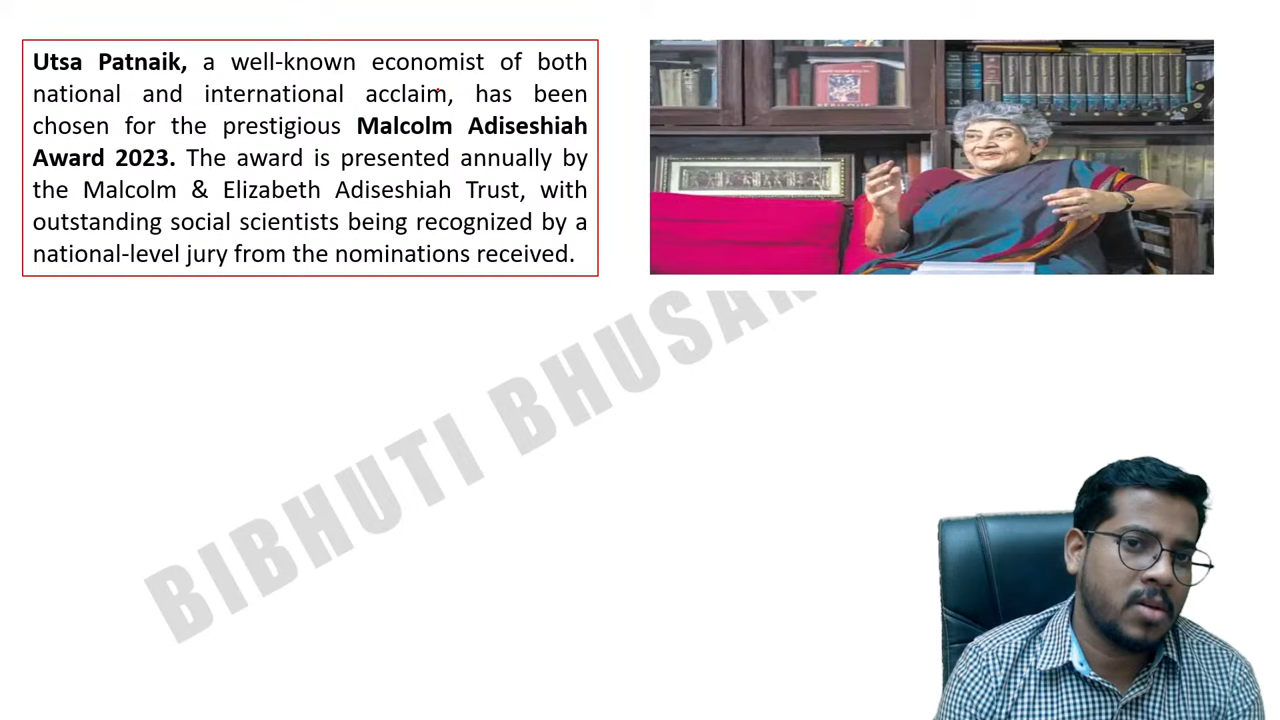 Utsa Patnaik, a well-known economist of both
national and international acclaim, has been
chosen for the prestigious Malcolm Adiseshiah
Award 2023. The award is presented annually by
the Malcolm & Elizabeth Adiseshiah Trust, with
outstanding social scientists being recognized by a
national-level jury from the nominations received.
BIBHUTI BHUSAN